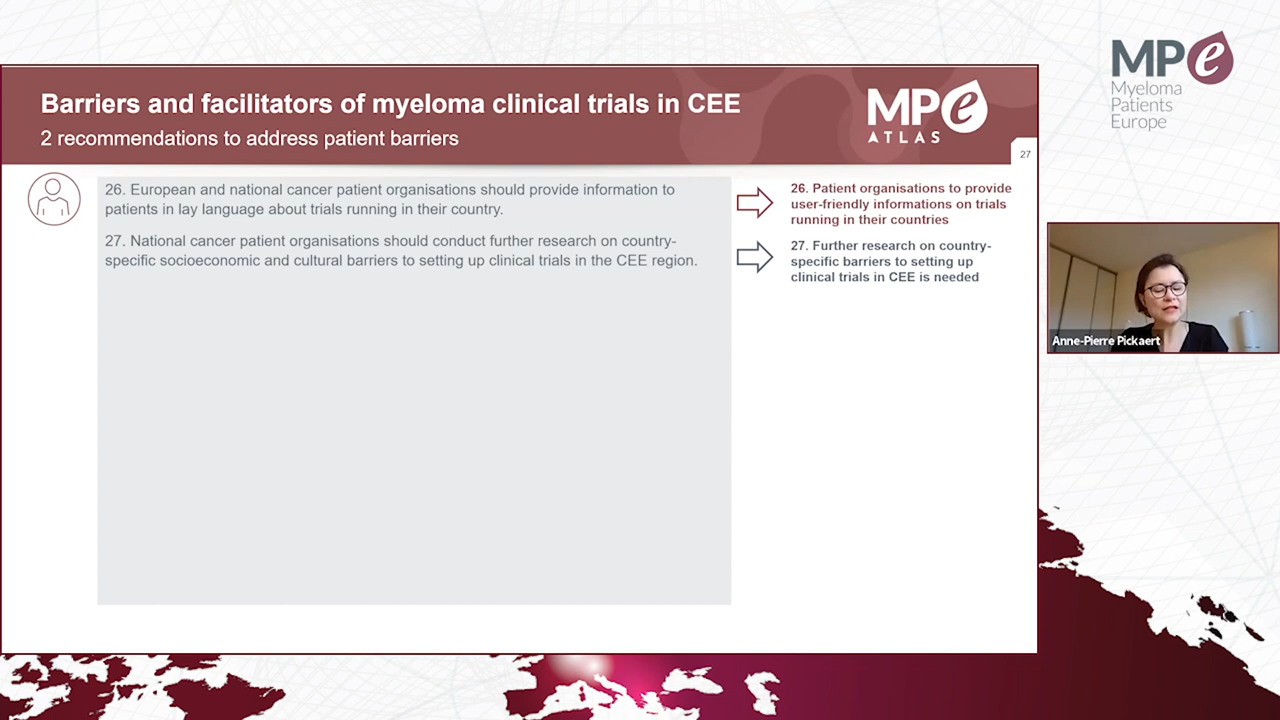 Barriers and facilitators of myeloma clinical trials in CEE
2 recommendations to address patient barriers
MPe
ATLAS
27
26. European and national cancer patient organisations should provide information to
patients in lay language about trials running in their country.
27. National cancer patient organisations should conduct further research on country-
specific socioeconomic and cultural barriers to setting up clinical trials in the CEE region.
26. Patient organisations to provide
user-friendly informations on trials
running in their countries
27. Further research on country-
specific barriers to setting up
clinical trials in CEE is needed
MPe
Myeloma
Patients
Europe
Anne-Pierre Pickaert